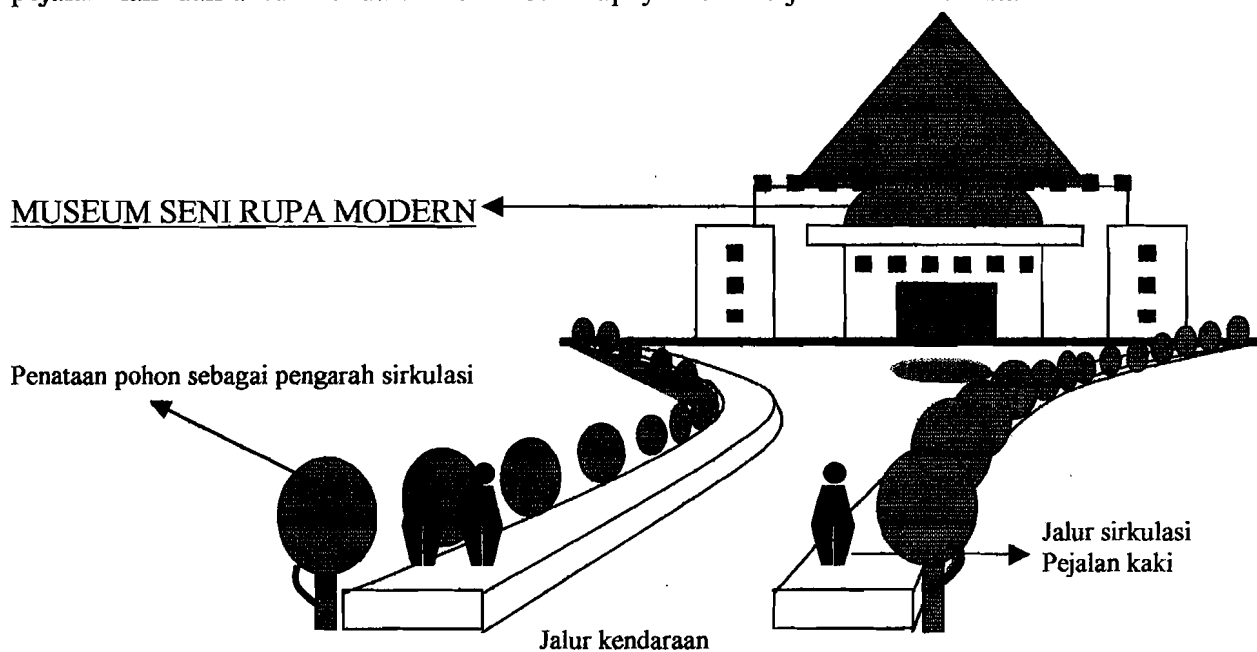 MUSEUM SENI RUPA MODERN
Penataan pohon sebagai pengarah sirkulasi
Jalur sirkulasi
Pejalan kaki
Jalur kendaraan